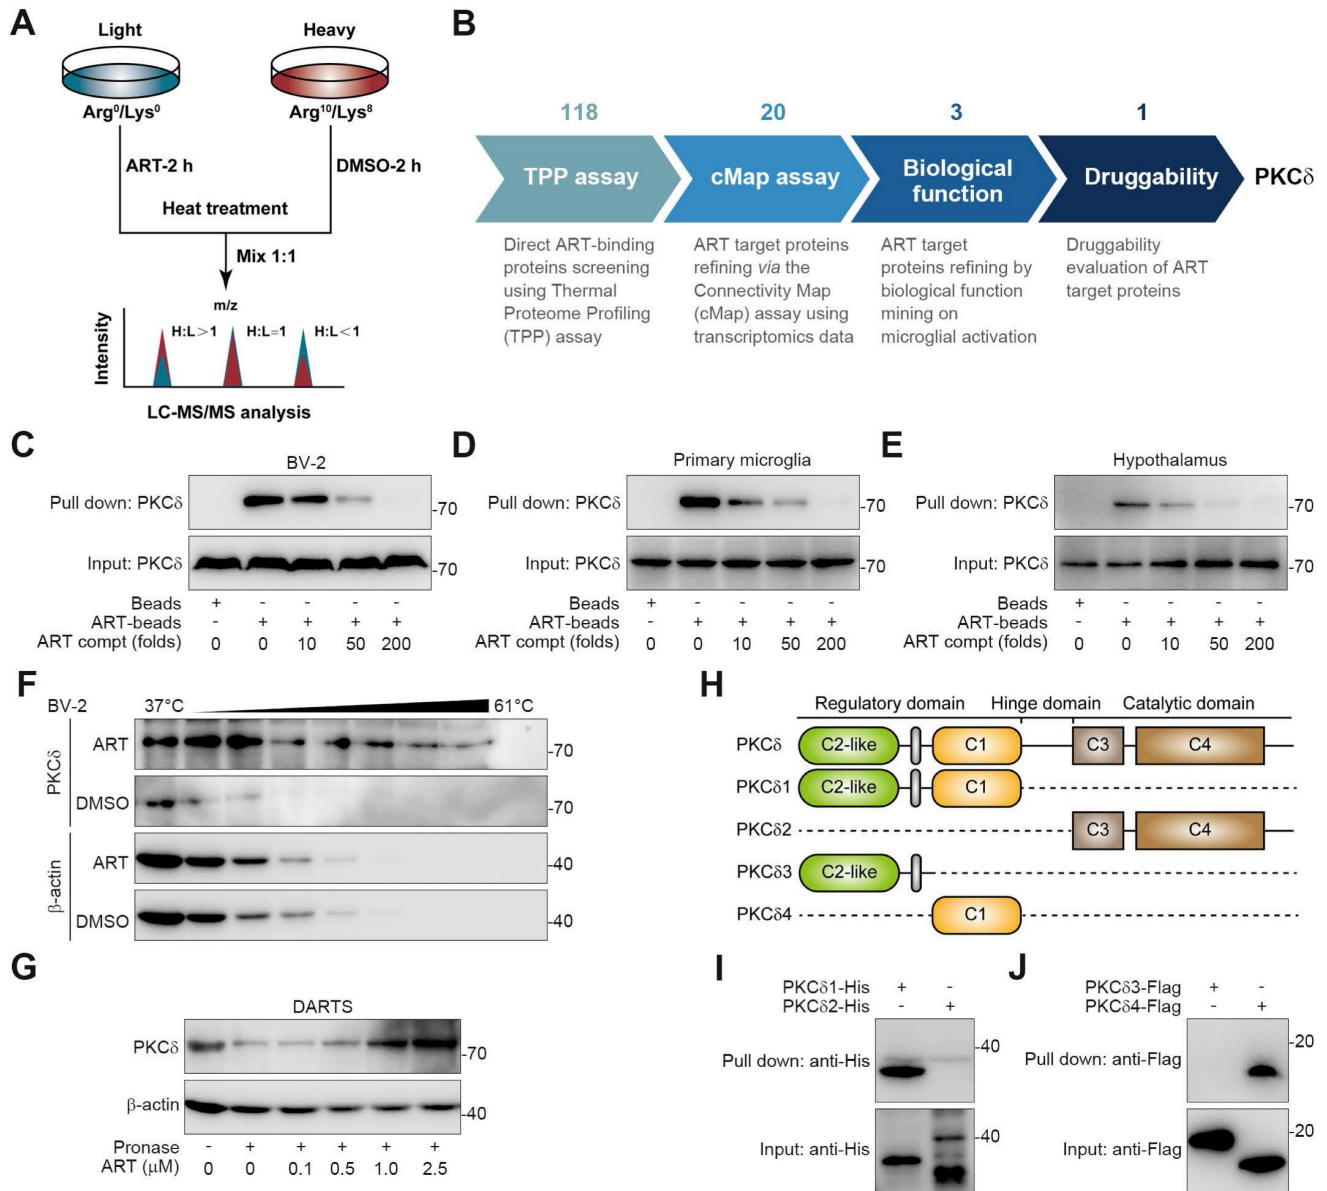 A
Light
Heavy
Arg⁰/Lys⁰
Arg¹⁰/Lys⁸
ART-2 h
DMSO-2 h
Heat treatment
Mix 1:1
m/z
H:L>1
H:L=1
H:L<1
Intensity
LC-MS/MS analysis
B
118
20
3
1
TPP assay
cMap assay
Biological
function
Druggability
PKCδ
Direct ART-binding
proteins screening
using Thermal
Proteome Profiling
(TPP) assay
ART target proteins
refining via the
Connectivity Map
(cMap) assay using
transcriptomics data
ART target
proteins refining by
biological function
mining on
microglial activation
Druggability
evaluation of ART
target proteins
C
BV-2
Pull down: PKCδ
-70
Input: PKCδ
-70
Beads + - - - -
ART-beads - 0 + + +
ART compt (folds) 0 0 10 50 200
D
Primary microglia
Pull down: PKCδ
-70
Input: PKCδ
-70
Beads + - - - -
ART-beads - + + + +
ART compt (folds) 0 0 10 50 200
E
Hypothalamus
Pull down: PKCδ
-70
Input: PKCδ
-70
Beads + - - - -
ART-beads - + + + +
ART compt (folds) 0 0 10 50 200
F
BV-2 37°C 61°C
PKCδ
ART
-70
DMSO
-70
β-actin
ART
-40
DMSO
-40
G
DARTS
PKCδ
-70
β-actin
-40
Pronase - + + + + +
ART (μM) 0 0 0.1 0.5 1.0 2.5
H
Regulatory domain Hinge domain Catalytic domain
PKCδ C2-like C1 C3 C4
PKCδ1 C2-like C1
PKCδ2 C3 C4
PKCδ3 C2-like
PKCδ4 C1
I
PKCδ1-His + -
PKCδ2-His - +
-40
Pull down: anti-His
-40
Input: anti-His
J
PKCδ3-Flag + -
PKCδ4-Flag - +
-20
Pull down: anti-Flag
-20
Input: anti-Flag